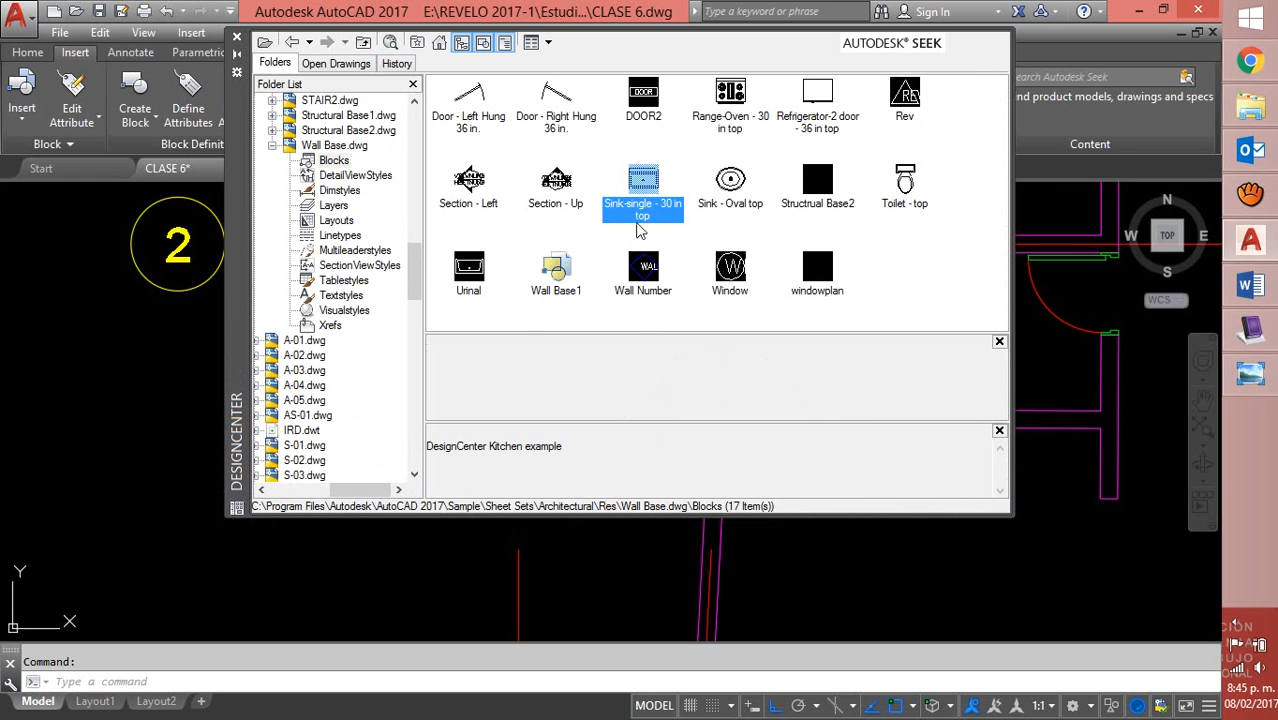 Autodesk AutoCAD 2017 E:\REVELO 2017-1\Estudi...\CLASE 6.dwg
Type a keyword or phrase
Sign In
File Edit View Insert
Home Insert Annotate Parametric
AUTODESK® SEEK
Folders Open Drawings History
Search Autodesk Seek
Insert
Edit
Attribute
Create
Block
Define
Attributes
Block
Content
Start
CLASE 6*
Folder List
STAIR2.dwg
Structural Base1.dwg
Structural Base2.dwg
Wall Base.dwg
Blocks
DetailViewStyles
Dimstyles
Layers
Layouts
Linetypes
Multileaderstyles
SectionViewStyles
Tablestyles
Textstyles
Visualstyles
Xrefs
A-01.dwg
A-02.dwg
A-03.dwg
A-04.dwg
A-05.dwg
AS-01.dwg
IRD.dwt
S-01.dwg
S-02.dwg
S-03.dwg
DOOR
RE
Door - Left Hung
36 in.
Door - Right Hung
36 in.
DOOR2
Range-Oven - 30
in top
Refrigerator-2 door
- 36 in top
Rev
Section - Left
Section - Up
Sink-single - 30 in
top
Sink - Oval top
Structrual Base2
Toilet - top
WAL
W
Urinal
Wall Base1
Wall Number
Window
windowplan
DesignCenter Kitchen example
C:\Program Files\Autodesk\AutoCAD 2017\Sample\Sheet Sets\Architectural\Res\Wall Base.dwg\Blocks (17 Item(s))
DESIGNCENTER
2
N
W TOP E
S
WCS
Y
X
Command:
Type a command
Model Layout1 Layout2
MODEL
1:1
8:45 p. m.
08/02/2017